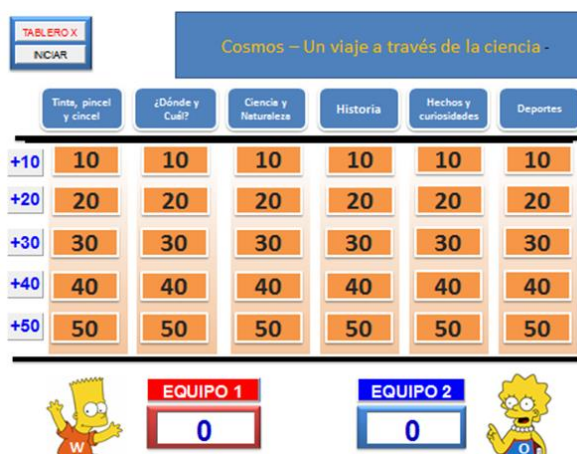 TABLERO X
INICIAR
Cosmos – Un viaje a través de la ciencia -
Tinta, pincel y cincel
¿Dónde y Cuál?
Ciencia y Naturaleza
Historia
Hechos y curiosidades
Deportes
+10 10 10 10 10 10 10
+20 20 20 20 20 20 20
+30 30 30 30 30 30 30
+40 40 40 40 40 40 40
+50 50 50 50 50 50 50
EQUIPO 1
EQUIPO 2
0
0
W
Q